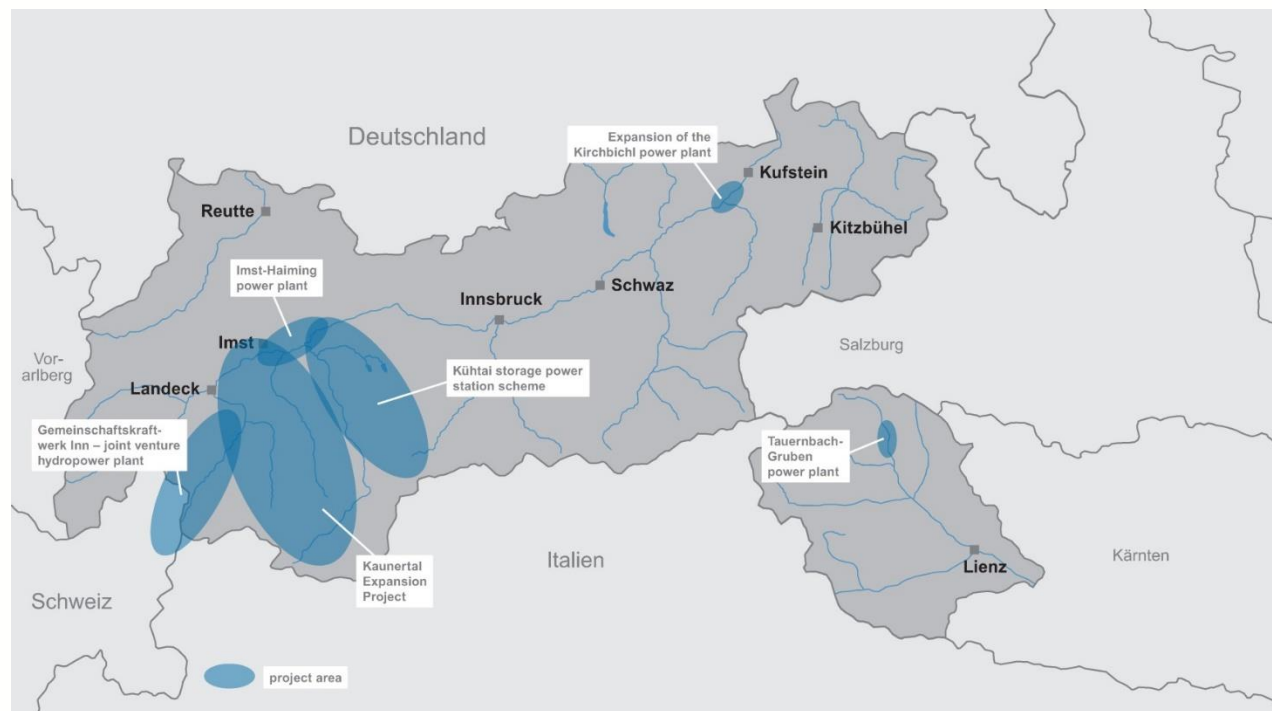 Deutschland
Expansion of the
Kirchbichl power plant
Kufstein
Reutte
Kitzbühel
Imst-Haiming
power plant
Schwaz
Innsbruck
Imst
Salzburg
Vor-
arlberg
Landeck
Kühtai storage power
station scheme
Gemeinschaftskraft-
werk Inn – joint venture
hydropower plant
Tauernbach-
Gruben
power plant
Italien
Kärnten
Lienz
Kaunertal
Expansion
Project
Schweiz
project area